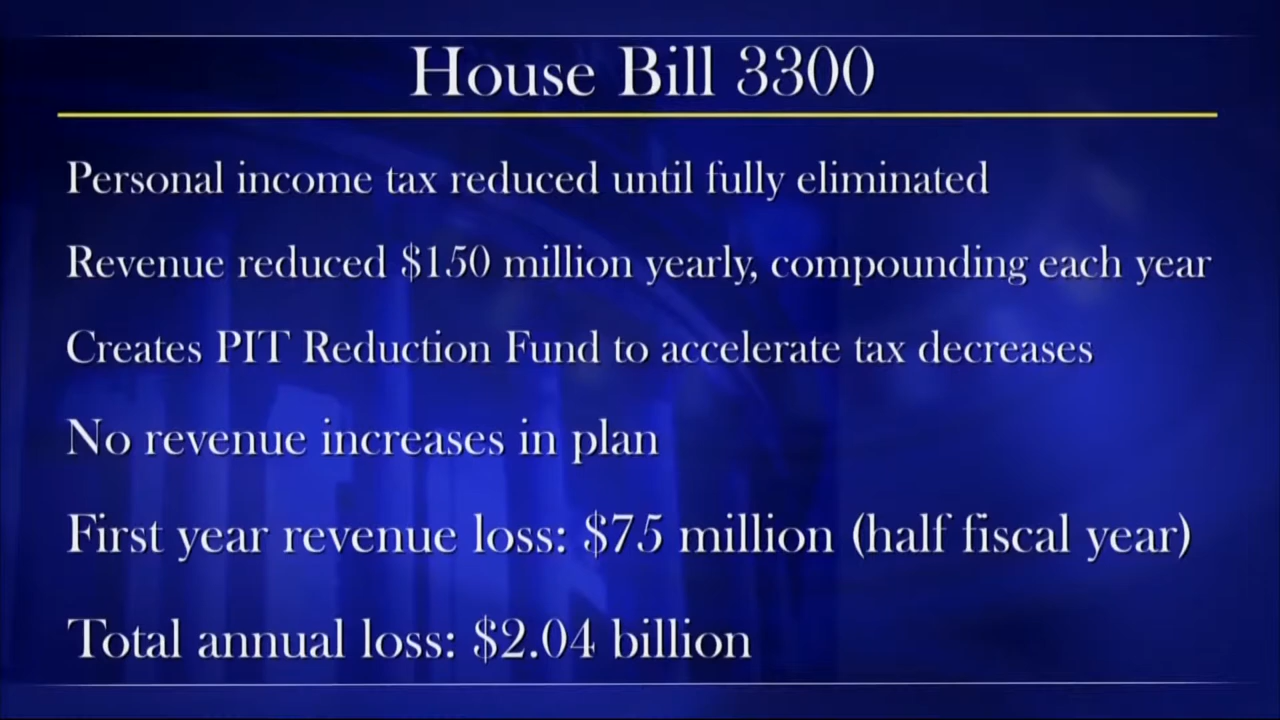 House Bill 3300
Personal income tax reduced until fully eliminated
Revenue reduced $150 million yearly, compounding each year
Creates PIT Reduction Fund to accelerate tax decreases
No revenue increases in plan
First year revenue loss: $75 million (half fiscal year)
Total annual loss: $2.04 billion